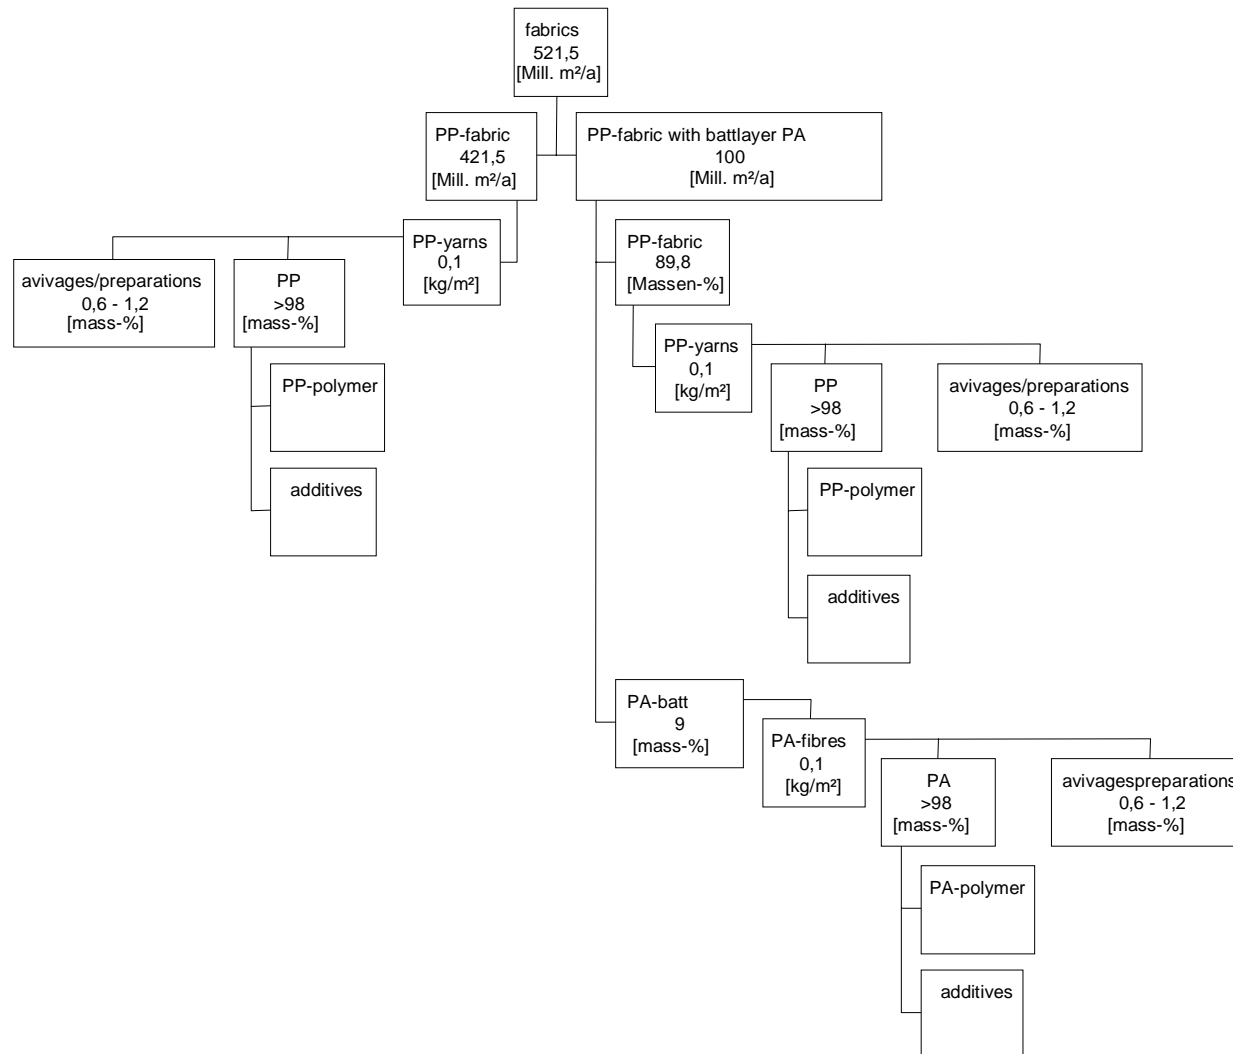 fabrics
521,5
[Mill. m²/a]
PP-fabric
421,5
[Mill. m²/a]
PP-fabric with battlayer PA
100
[Mill. m²/a]
PP-yarns
0,1
[kg/m²]
avivages/preparations
0,6 - 1,2
[mass-%]
PP
>98
[mass-%]
PP-polymer
additives
PP-fabric
89,8
[Massen-%]
PP-yarns
0,1
[kg/m²]
PP
>98
[mass-%]
avivages/preparations
0,6 - 1,2
[mass-%]
PP-polymer
additives
PA-batt
9
[mass-%]
PA-fibres
0,1
[kg/m²]
PA
>98
[mass-%]
avivagespreparations
0,6 - 1,2
[mass-%]
PA-polymer
additives